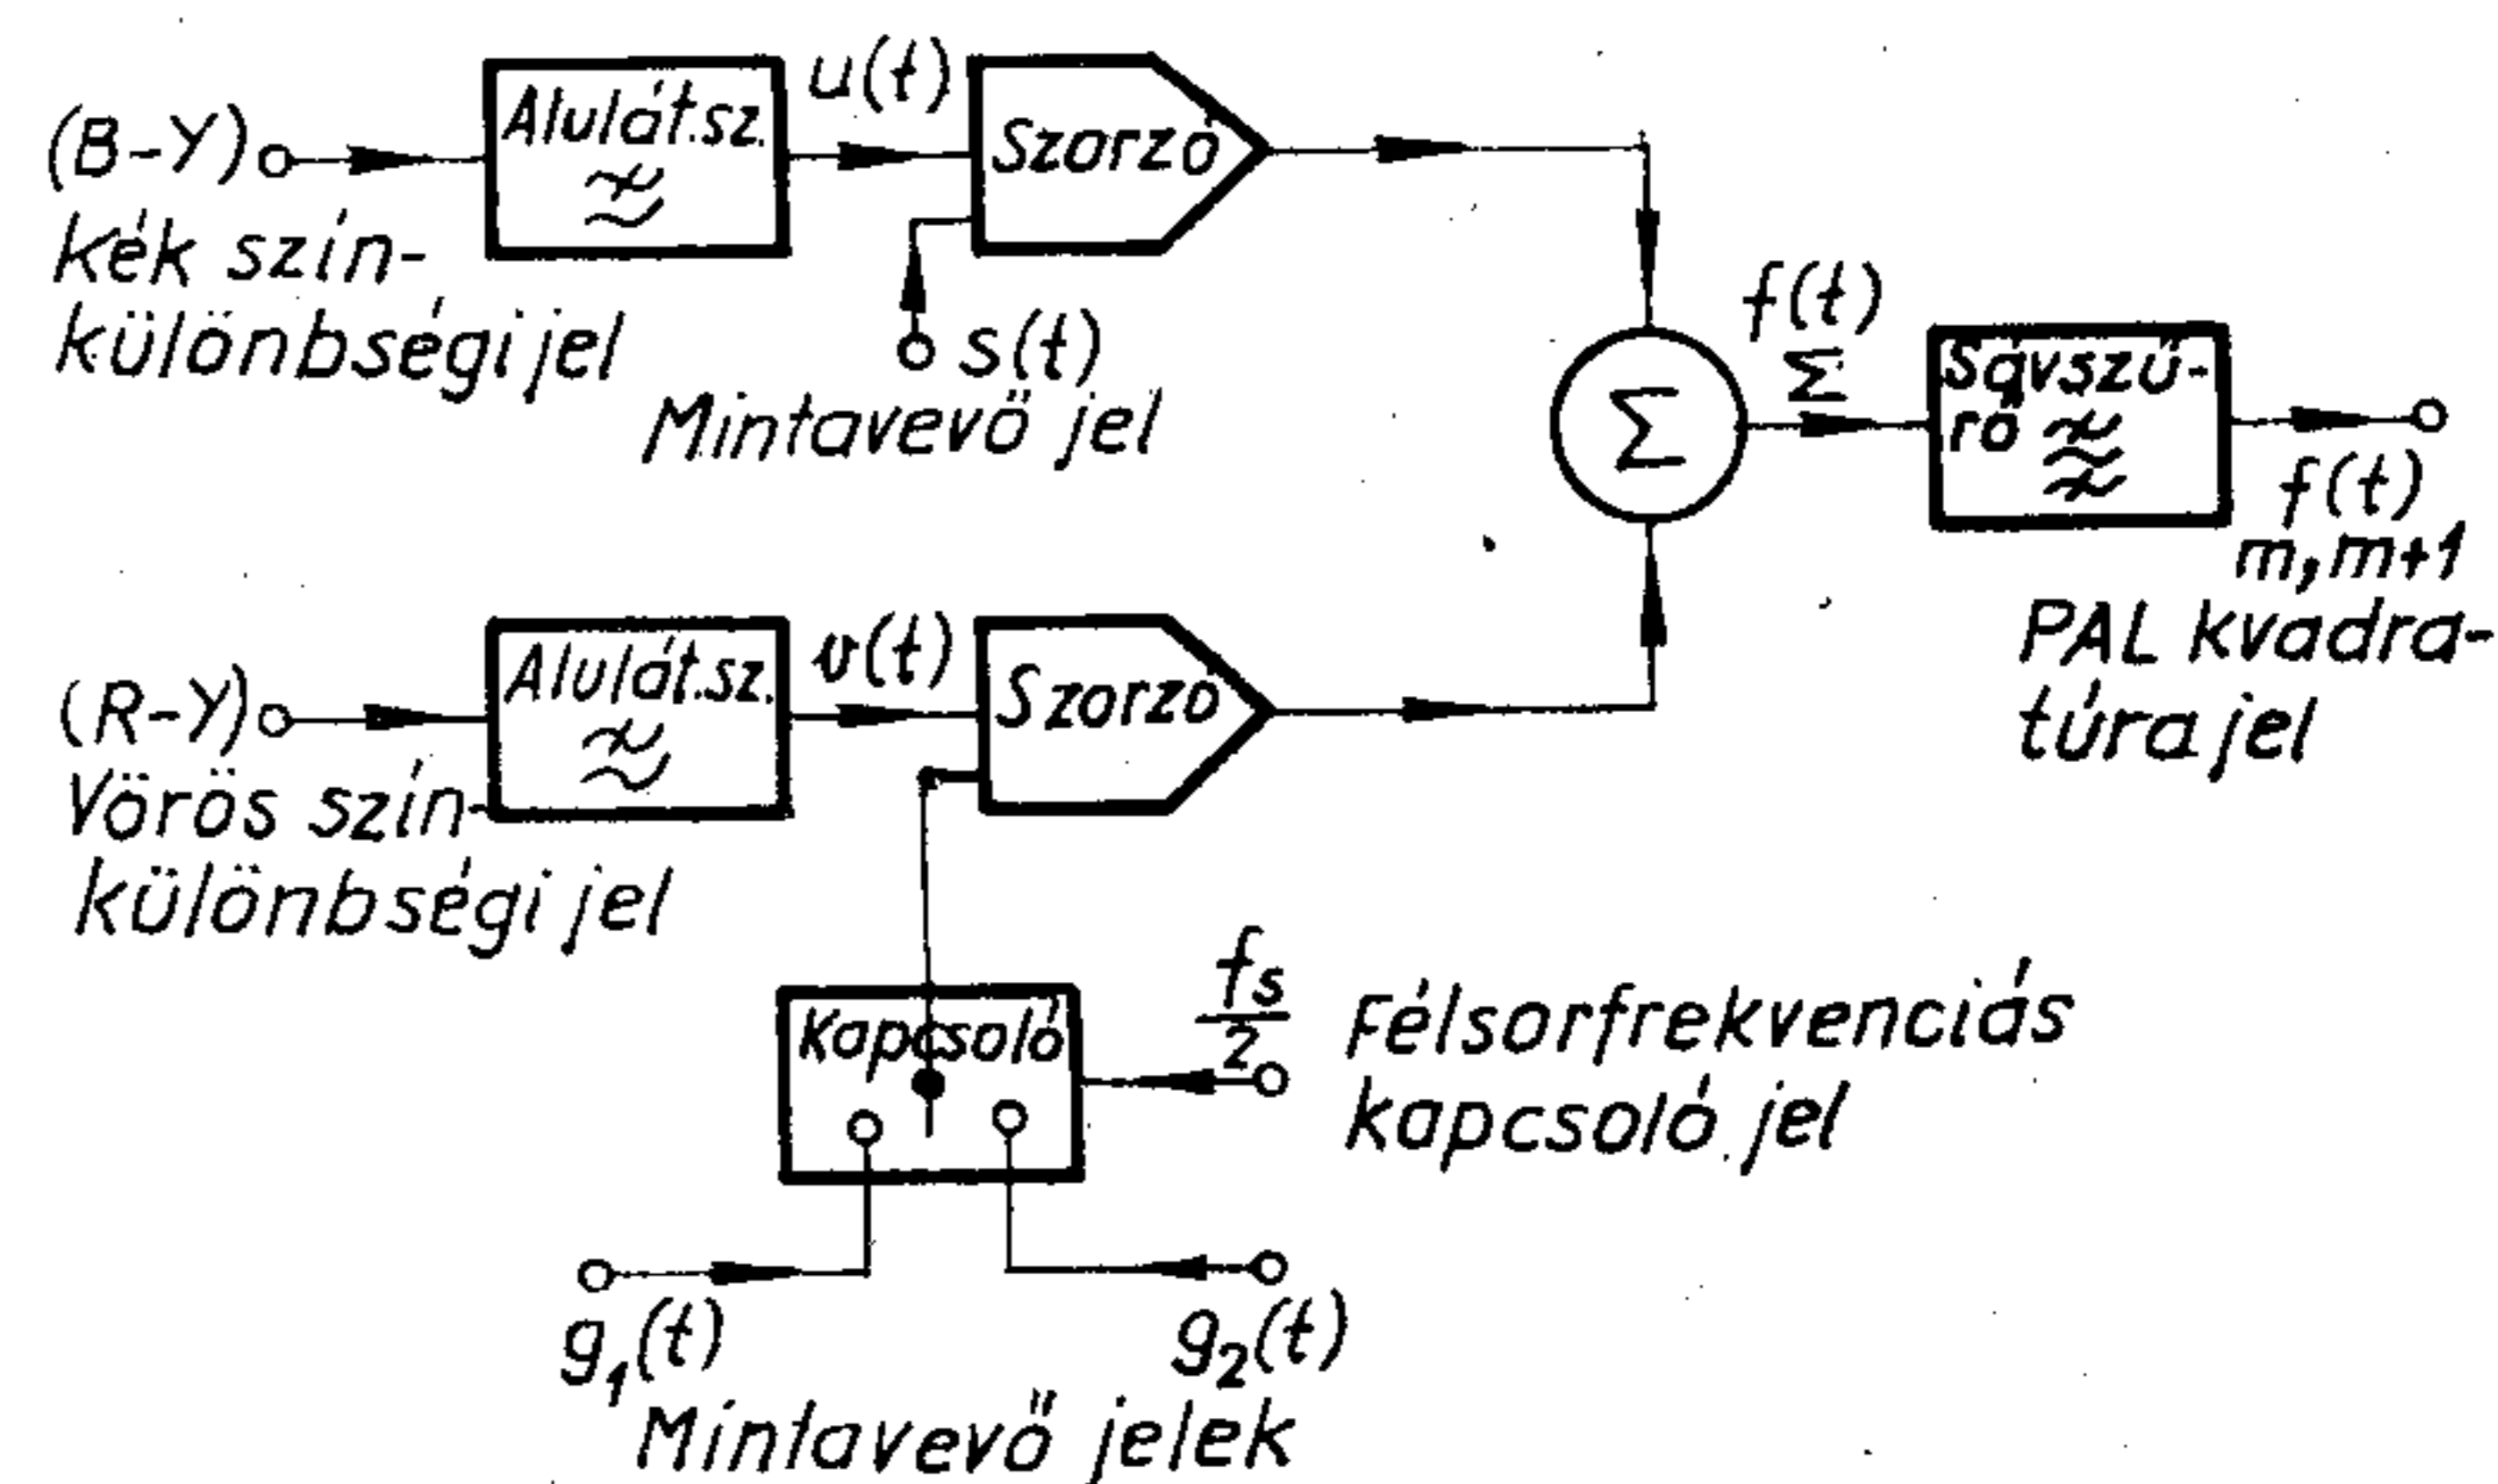 (B-Y)
Kék szín-
különbségi jel
Alulát.sz.
u(t)
Szorzó
s(t)
Mintavevő jel
Σ
f(t)
Σ
Sávszű-
rő
f(t)
m,m+1
PAL kvadra-
túra jel
(R-Y)
Vörös szín-
különbségi jel
Alulát.sz.
v(t)
Szorzó
Kapcsoló
fs
2
Félsorfrekvenciás
kapcsoló jel
g1(t)
g2(t)
Mintavevő jelek